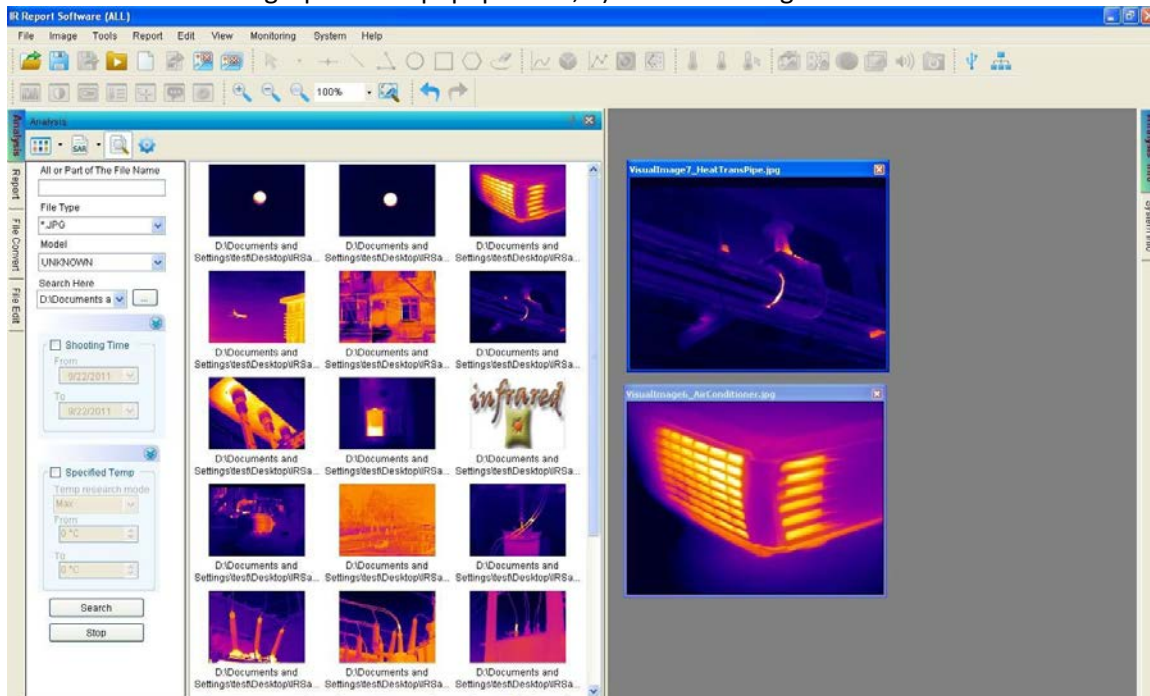 IR Report Software (ALL)
File Image Tools Report Edit View Monitoring System Help
100%
Analysis
Analysis
Report
File Convert
File Edit
SAR
All or Part of The File Name
File Type
*.JPG
Model
UNKNOWN
Search Here
D:\Documents a
...
Shooting Time
From
9/22/2011
To
9/22/2011
Specified Temp
Temp research mode
Max
From
0 °C
To
0 °C
Search
Stop
D:\Documents and D:\Documents and D:\Documents and
Settings\test\Desktop\IRSa... Settings\test\Desktop\IRSa... Settings\test\Desktop\IRSa...
D:\Documents and D:\Documents and D:\Documents and
Settings\test\Desktop\IRSa... Settings\test\Desktop\IRSa... Settings\test\Desktop\IRSa...
infrared
D:\Documents and D:\Documents and D:\Documents and
Settings\test\Desktop\IRSa... Settings\test\Desktop\IRSa... Settings\test\Desktop\IRSa...
D:\Documents and D:\Documents and D:\Documents and
Settings\test\Desktop\IRSa... Settings\test\Desktop\IRSa... Settings\test\Desktop\IRSa...
D:\Documents and D:\Documents and D:\Documents and
Settings\test\Desktop\IRSa... Settings\test\Desktop\IRSa... Settings\test\Desktop\IRSa...
VisualImage7_HeatTransPipe.jpg
VisualImage6_AirConditioner.jpg